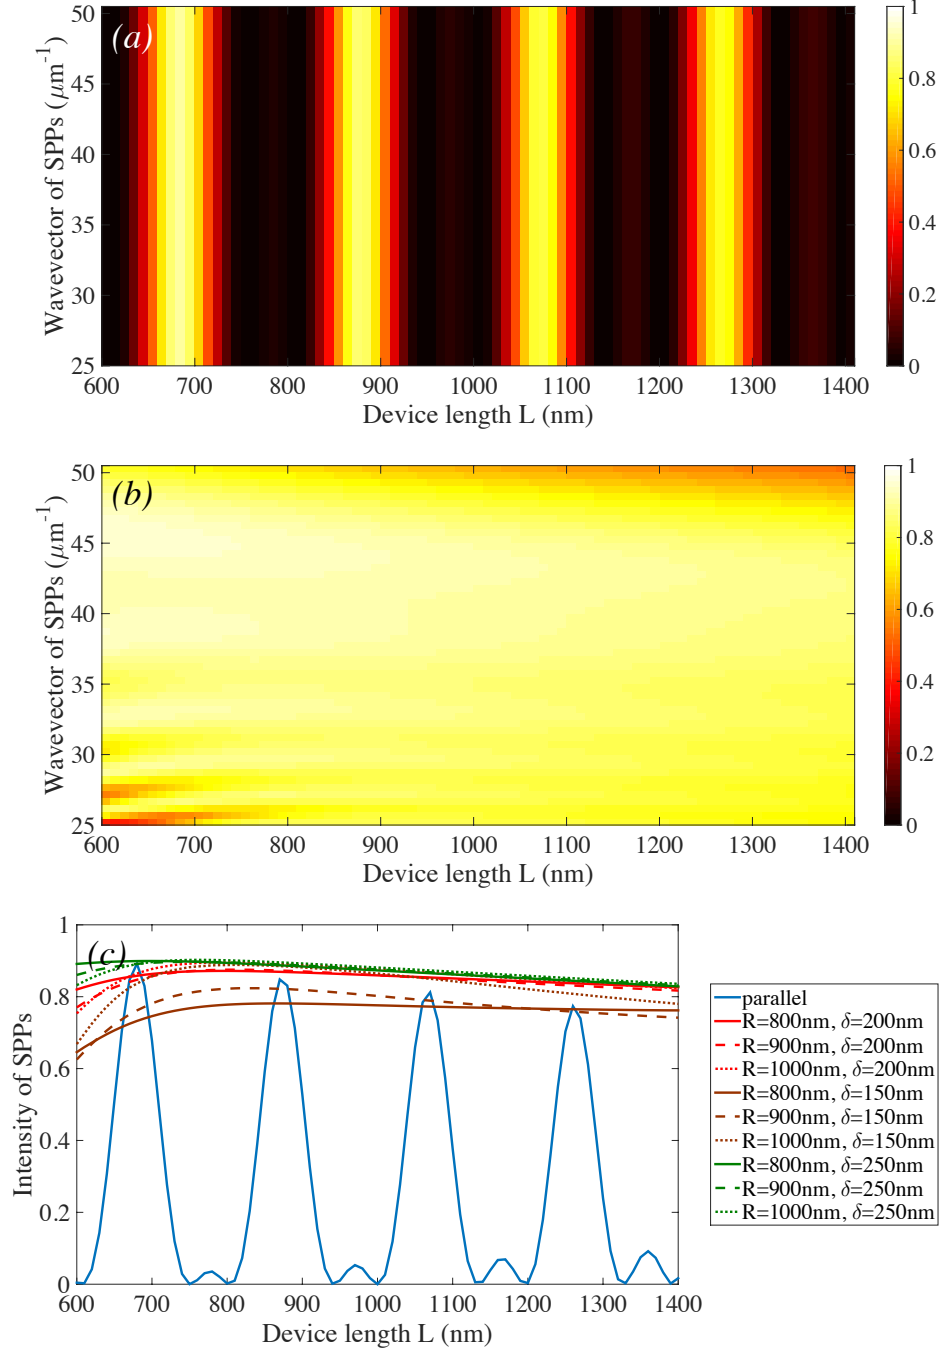 (a)
Wavevector of SPPs (μm⁻¹)
50
45
40
35
30
25
600 700 800 900 1000 1100 1200 1300 1400
Device length L (nm)
1
0.8
0.6
0.4
0.2
0
(b)
Wavevector of SPPs (μm⁻¹)
50
45
40
35
30
25
600 700 800 900 1000 1100 1200 1300 1400
Device length L (nm)
1
0.8
0.6
0.4
0.2
0
(c)
Intensity of SPPs
1
0.8
0.6
0.4
0.2
0
600 700 800 900 1000 1100 1200 1300 1400
Device length L (nm)
parallel
R=800nm, δ=200nm
R=900nm, δ=200nm
R=1000nm, δ=200nm
R=800nm, δ=150nm
R=900nm, δ=150nm
R=1000nm, δ=150nm
R=800nm, δ=250nm
R=900nm, δ=250nm
R=1000nm, δ=250nm